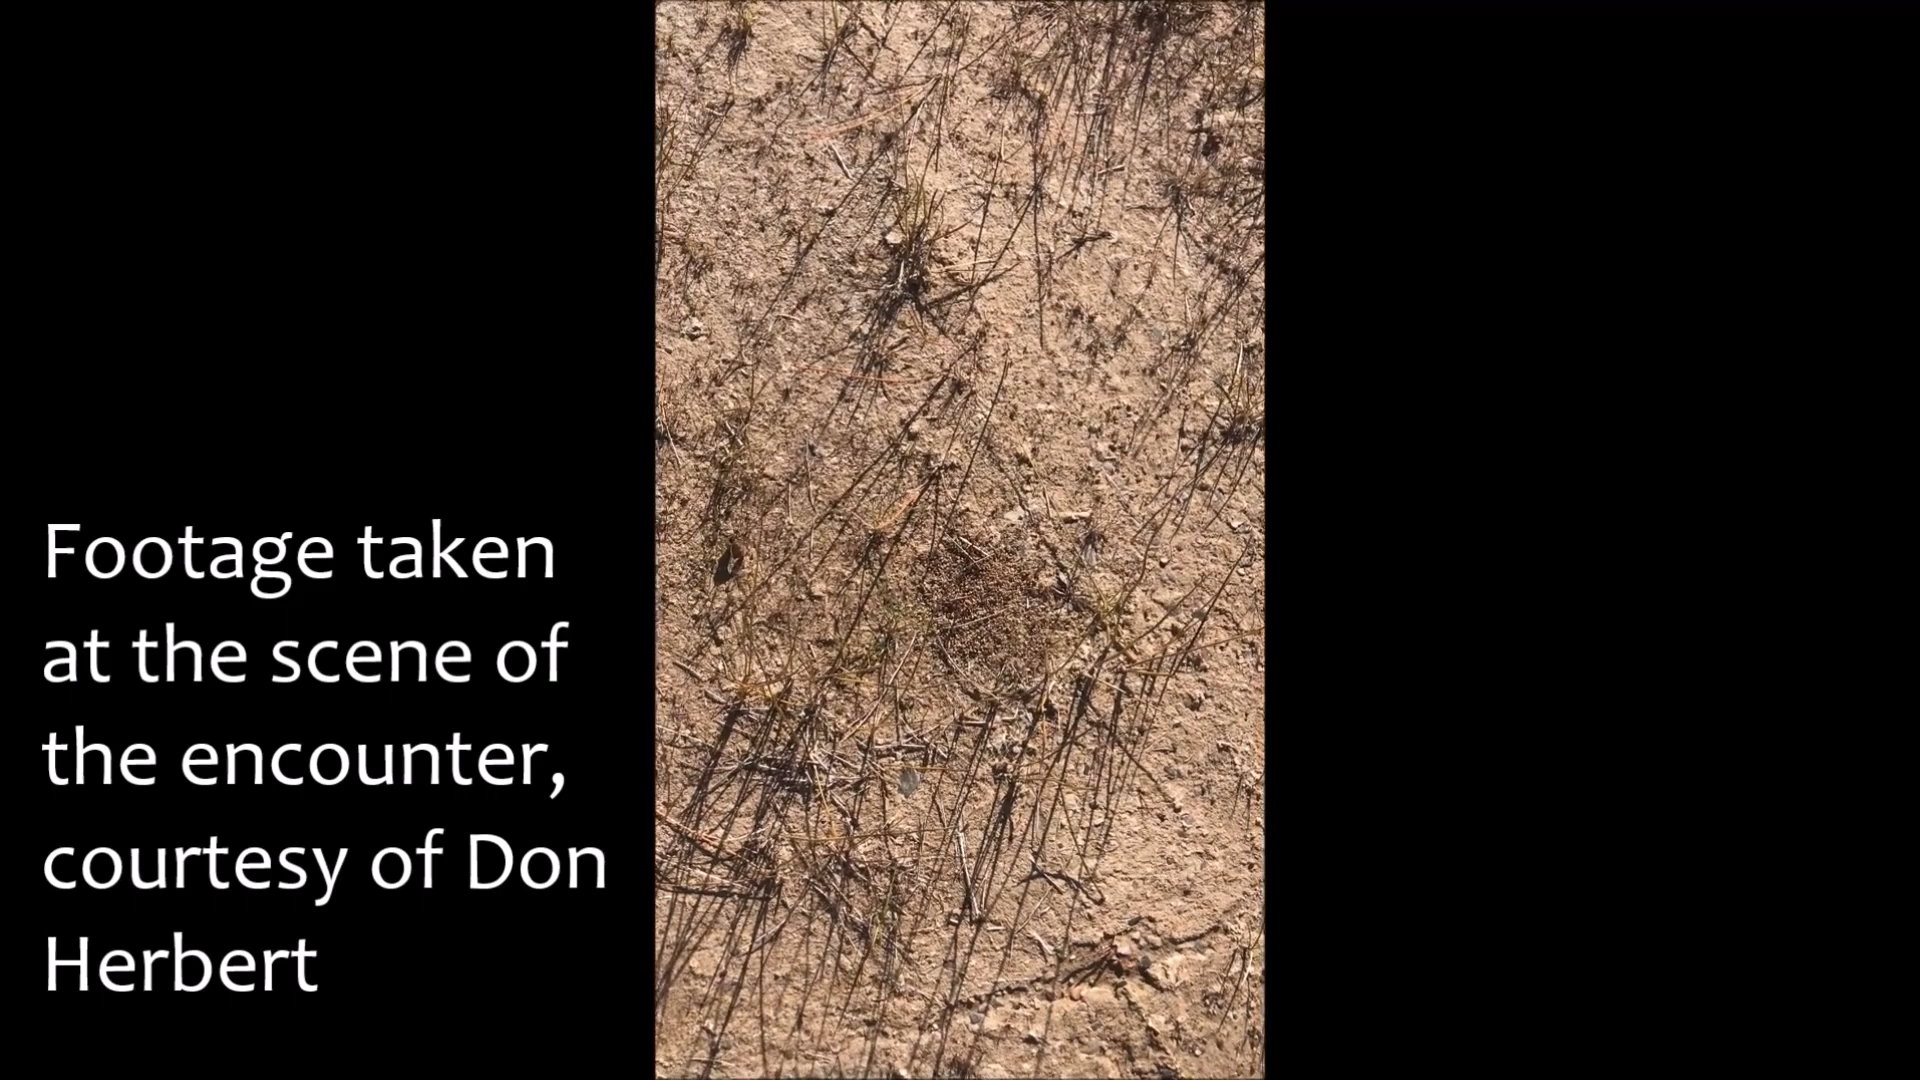 Footage taken
at the scene of
the encounter,
courtesy of Don
Herbert